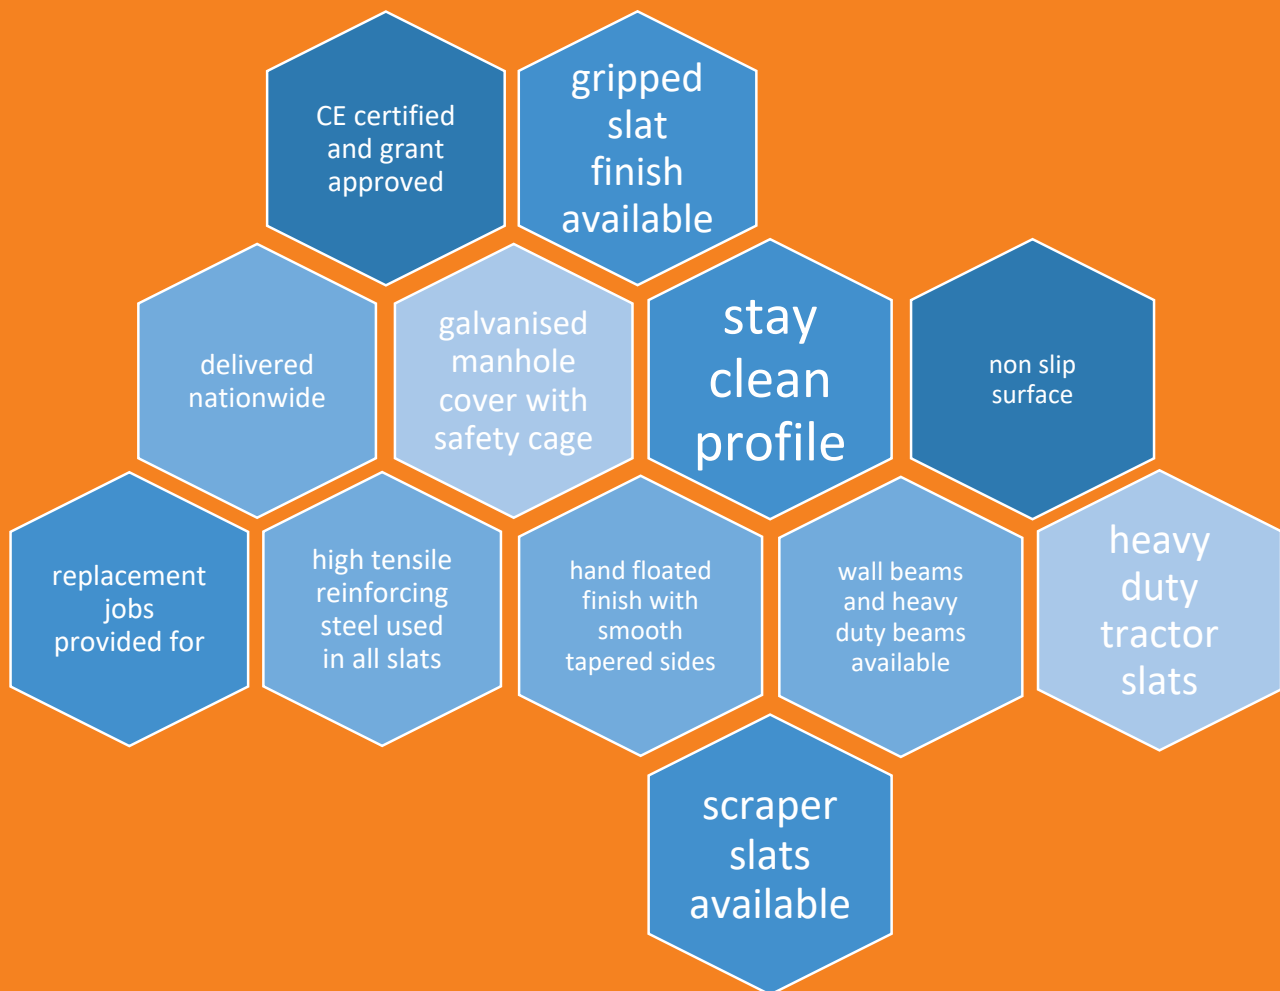 CE certified
and grant
approved
gripped
slat
finish
available
delivered
nationwide
galvanised
manhole
cover with
safety cage
stay
clean
profile
non slip
surface
replacement
jobs
provided for
high tensile
reinforcing
steel used
in all slats
hand floated
finish with
smooth
tapered sides
wall beams
and heavy
duty beams
available
heavy
duty
tractor
slats
scraper
slats
available